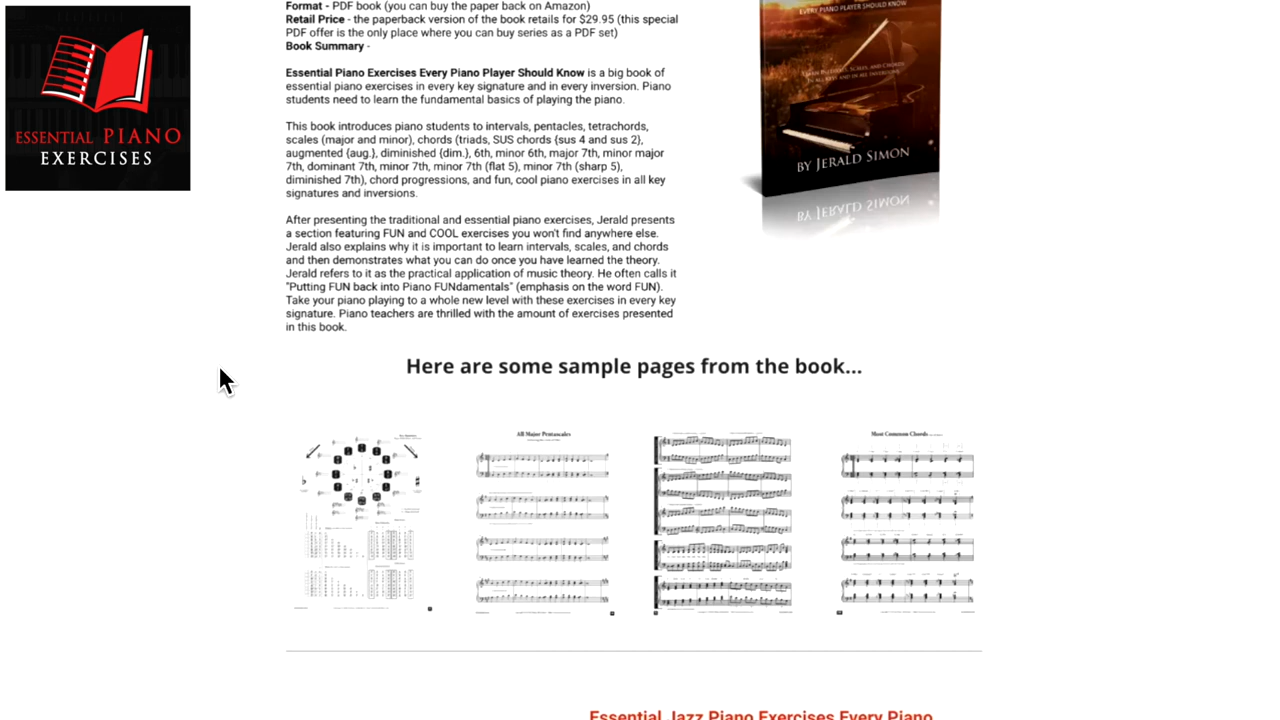 Format - PDF book (you can buy the paper back on Amazon)
Retail Price - the paperback version of the book retails for $29.95 (this special
PDF offer is the only place where you can buy series as a PDF set)
Book Summary -
Essential Piano Exercises Every Piano Player Should Know is a big book of
essential piano exercises in every key signature and in every inversion. Piano
students need to learn the fundamental basics of playing the piano.
This book introduces piano students to intervals, pentacles, tetrachords,
scales (major and minor), chords (triads, SUS chords {sus 4 and sus 2},
augmented {aug.}, diminished {dim.}, 6th, minor 6th, major 7th, minor major
7th, dominant 7th, minor 7th, minor 7th (flat 5), minor 7th (sharp 5),
diminished 7th), chord progressions, and fun, cool piano exercises in all key
signatures and inversions.
After presenting the traditional and essential piano exercises, Jerald presents
a section featuring FUN and COOL exercises you won't find anywhere else.
Jerald also explains why it is important to learn intervals, scales, and chords
and then demonstrates what you can do once you have learned the theory.
Jerald refers to it as the practical application of music theory. He often calls it
"Putting FUN back into Piano FUNdamentals" (emphasis on the word FUN).
Take your piano playing to a whole new level with these exercises in every key
signature. Piano teachers are thrilled with the amount of exercises presented
in this book.
ESSENTIAL PIANO
EXERCISES
EVERY PIANO PLAYER SHOULD KNOW
BY JERALD SIMON
Here are some sample pages from the book...
All Major Pentascales
Most Common Chords
Essential Jazz Piano Exercises Every Piano